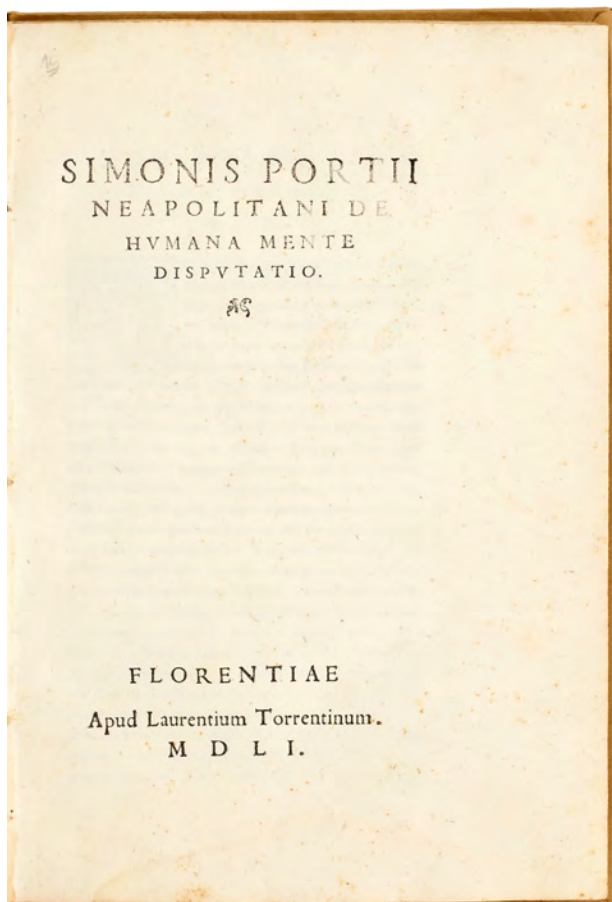 SIMONIS PORTII
NEAPOLITANI DE
HVMANA MENTE
DISPVTATIO.
FLORENTIAE
Apud Laurentium Torrentinum.
M D L I.